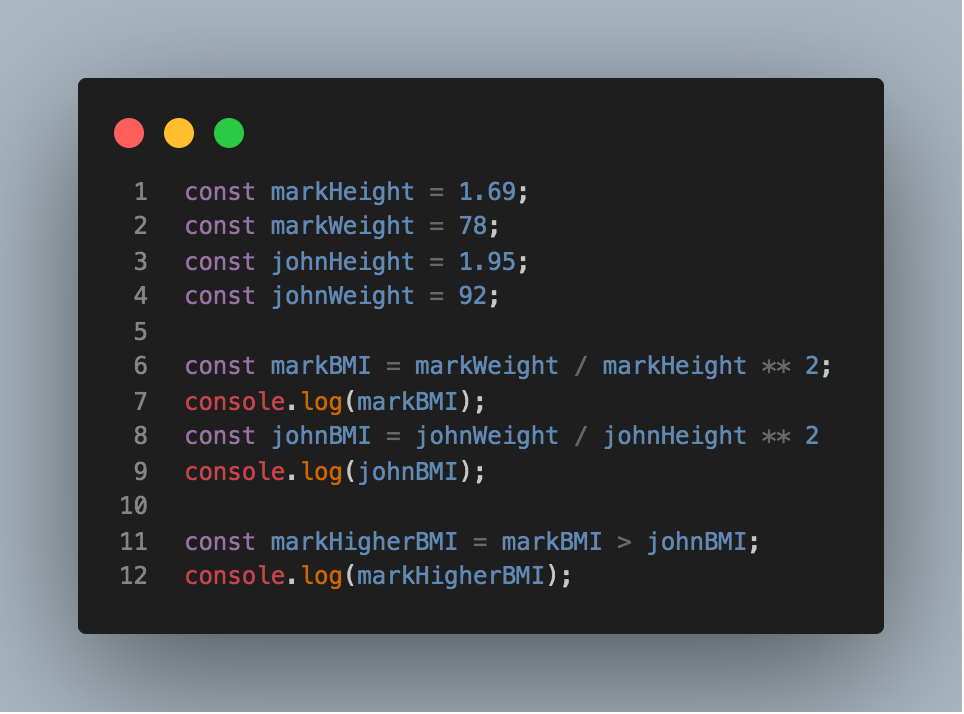 1 const markHeight = 1.69;
2 const markWeight = 78;
3 const johnHeight = 1.95;
4 const johnWeight = 92;
5
6 const markBMI = markWeight / markHeight ** 2;
7 console.log(markBMI);
8 const johnBMI = johnWeight / johnHeight ** 2
9 console.log(johnBMI);
10
11 const markHigherBMI = markBMI > johnBMI;
12 console.log(markHigherBMI);